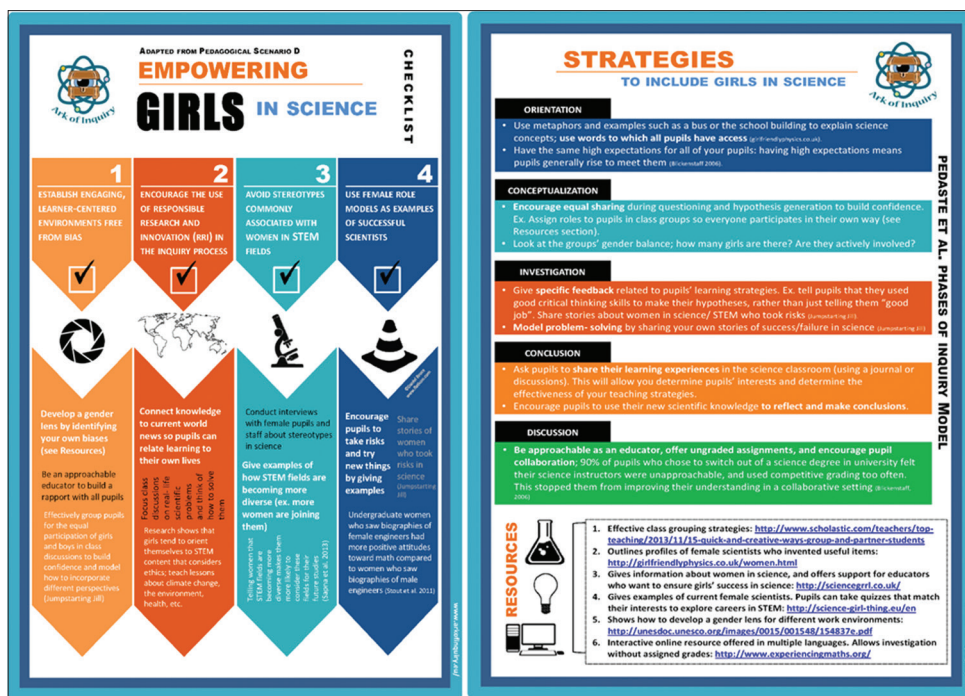 Ark of Inquiry
ADAPTED FROM PEDAGOGICAL SCENARIO D
EMPOWERING
GIRLS IN SCIENCE
CHECKLIST
1
ESTABLISH ENGAGING,
LEARNER-CENTERED
ENVIRONMENTS FREE
FROM BIAS
Develop a gender
lens by identifying
your own biases
(see Resources)
Be an approachable
educator to build a
rapport with all pupils
Effectively group pupils
for the equal
participation of girls
and boys in class
discussions to build
confidence and model
how to incorporate
different perspectives
(Jumpstarting Jill)
2
ENCOURAGE THE USE
OF RESPONSIBLE
RESEARCH AND
INNOVATION (RRI) IN
THE INQUIRY PROCESS
Connect knowledge
to current world
news so pupils can
relate learning to
their own lives
Focus class
discussions
on real- life
scientific
problems
and think of
how to solve
them
Research shows that
girls tend to orient
themselves to STEM
content that considers
ethics; teach lessons
about climate change,
the environment,
health, etc.
3
AVOID STEREOTYPES
COMMONLY
ASSOCIATED WITH
WOMEN IN STEM
FIELDS
Conduct interviews
with female pupils and
staff about stereotypes
in science
Give examples of
how STEM fields are
becoming more
diverse (ex. more
women are joining
them)
Telling women that
STEM fields are
becoming more
diverse makes them
more likely to
consider these
fields for their
future studies
4
USE FEMALE ROLE
MODELS AS EXAMPLES
OF SUCCESSFUL
SCIENTISTS
Encourage
pupils to
take risks
and try
new things
by giving
examples
Share
stories of
women
who took
risks in
science
(Jumpstarting
Jill)
Undergraduate women
who saw biographies of
female engineers had
more positive attitudes
toward math compared
to women who saw
biographies of male
engineers (Stout et al. 2011)
www.arkofinquiry.eu/
STRATEGIES
TO INCLUDE GIRLS IN SCIENCE
Ark of Inquiry
ORIENTATION
• Use metaphors and examples such as a bus or the school building to explain science
concepts; use words to which all pupils have access (girlfriendlyphysics.co.uk).
• Have the same high expectations for all of your pupils: having high expectations means
pupils generally rise to meet them (Blickenstaff 2006).
CONCEPTUALIZATION
• Encourage equal sharing during questioning and hypothesis generation to build confidence.
Ex. Assign roles to pupils in class groups so everyone participates in their own way (see
Resources section).
• Look at the groups' gender balance; how many girls are there? Are they actively involved?
INVESTIGATION
• Give specific feedback related to pupils' learning strategies. Ex. tell pupils that they used
good critical thinking skills to make their hypotheses, rather than just telling them "good
job". Share stories about women in science/ STEM who took risks (Jumpstarting Jill).
• Model problem- solving by sharing your own stories of success/failure in science (Jumpstarting Jill)
CONCLUSION
• Ask pupils to share their learning experiences in the science classroom (using a journal or
discussions). This will allow you determine pupils' interests and determine the
effectiveness of your teaching strategies.
• Encourage pupils to use their new scientific knowledge to reflect and make conclusions.
DISCUSSION
• Be approachable as an educator, offer ungraded assignments, and encourage pupil
collaboration; 90% of pupils who chose to switch out of a science degree in university felt
their science instructors were unapproachable, and used competitive grading too often.
This stopped them from improving their understanding in a collaborative setting (Blickenstaff,
2006)
PEDASTE ET AL. PHASES OF INQUIRY MODEL
RESOURCES
1. Effective class grouping strategies: http://www.scholastic.com/teachers/top-
teaching/2013/11/15-quick-and-creative-ways-group-and-partner-students
2. Outlines profiles of female scientists who invented useful items:
http://girlfriendlyphysics.co.uk/women.html
3. Gives information about women in science, and offers support for educators
who want to ensure girls' success in science: http://sciencegrrl.co.uk/
4. Gives examples of current female scientists. Pupils can take quizzes that match
their interests to explore careers in STEM: http://science-girl-thing.eu/en
5. Shows how to develop a gender lens for different work environments:
http://unesdoc.unesco.org/images/0015/001548/154837e.pdf
6. Interactive online resource offered in multiple languages. Allows investigation
without assigned grades: http://www.experiencingmaths.org/